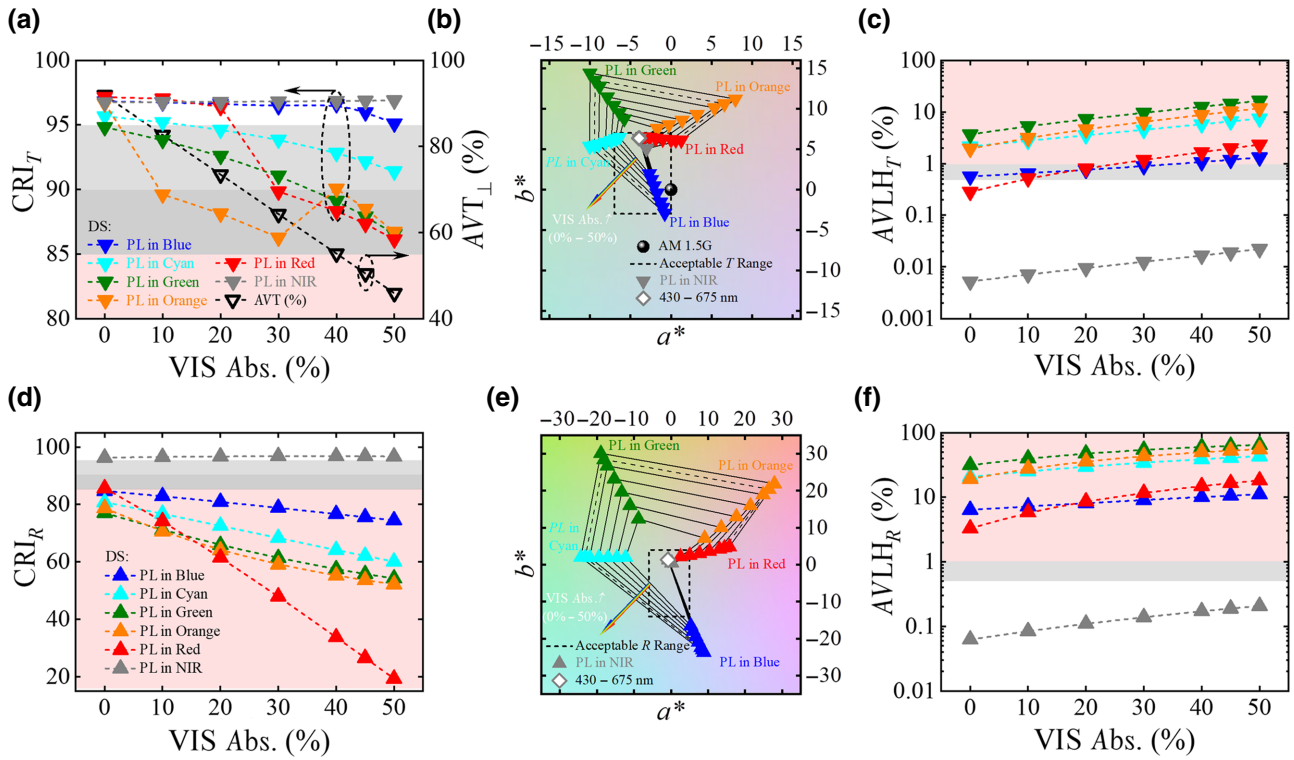 (a)
CRI_T
100
95
90
85
80
DS:
PL in Blue
PL in Cyan
PL in Green
PL in Orange
PL in Red
PL in NIR
AVT (%)
0 10 20 30 40 50
VIS Abs. (%)
100
80
60
40
AVT⊥ (%)
(b)
−15 −10 −5 0 5 10 15
b*
PL in Green
PL in Orange
PL in Cyan
PL in Red
PL in Blue
VIS Abs.↑
(0% – 50%)
AM 1.5G
Acceptable T Range
PL in NIR
430 – 675 nm
15
10
5
0
−5
−10
−15
a*
(c)
AVLH_T (%)
100
10
1
0.1
0.01
0.001
0 10 20 30 40 50
VIS Abs. (%)
(d)
CRI_R
100
80
60
40
20
DS:
PL in Blue
PL in Cyan
PL in Green
PL in Orange
PL in Red
PL in NIR
0 10 20 30 40 50
VIS Abs. (%)
(e)
−30 −20 −10 0 10 20 30
b*
PL in Green
PL in Orange
PL in
Cyan
PL in Red
PL in Blue
VIS Abs.↑
(0% – 50%)
Acceptable R Range
PL in NIR
430 – 675 nm
30
20
10
0
−10
−20
−30
a*
(f)
AVLH_R (%)
100
10
1
0.1
0.01
0 10 20 30 40 50
VIS Abs. (%)